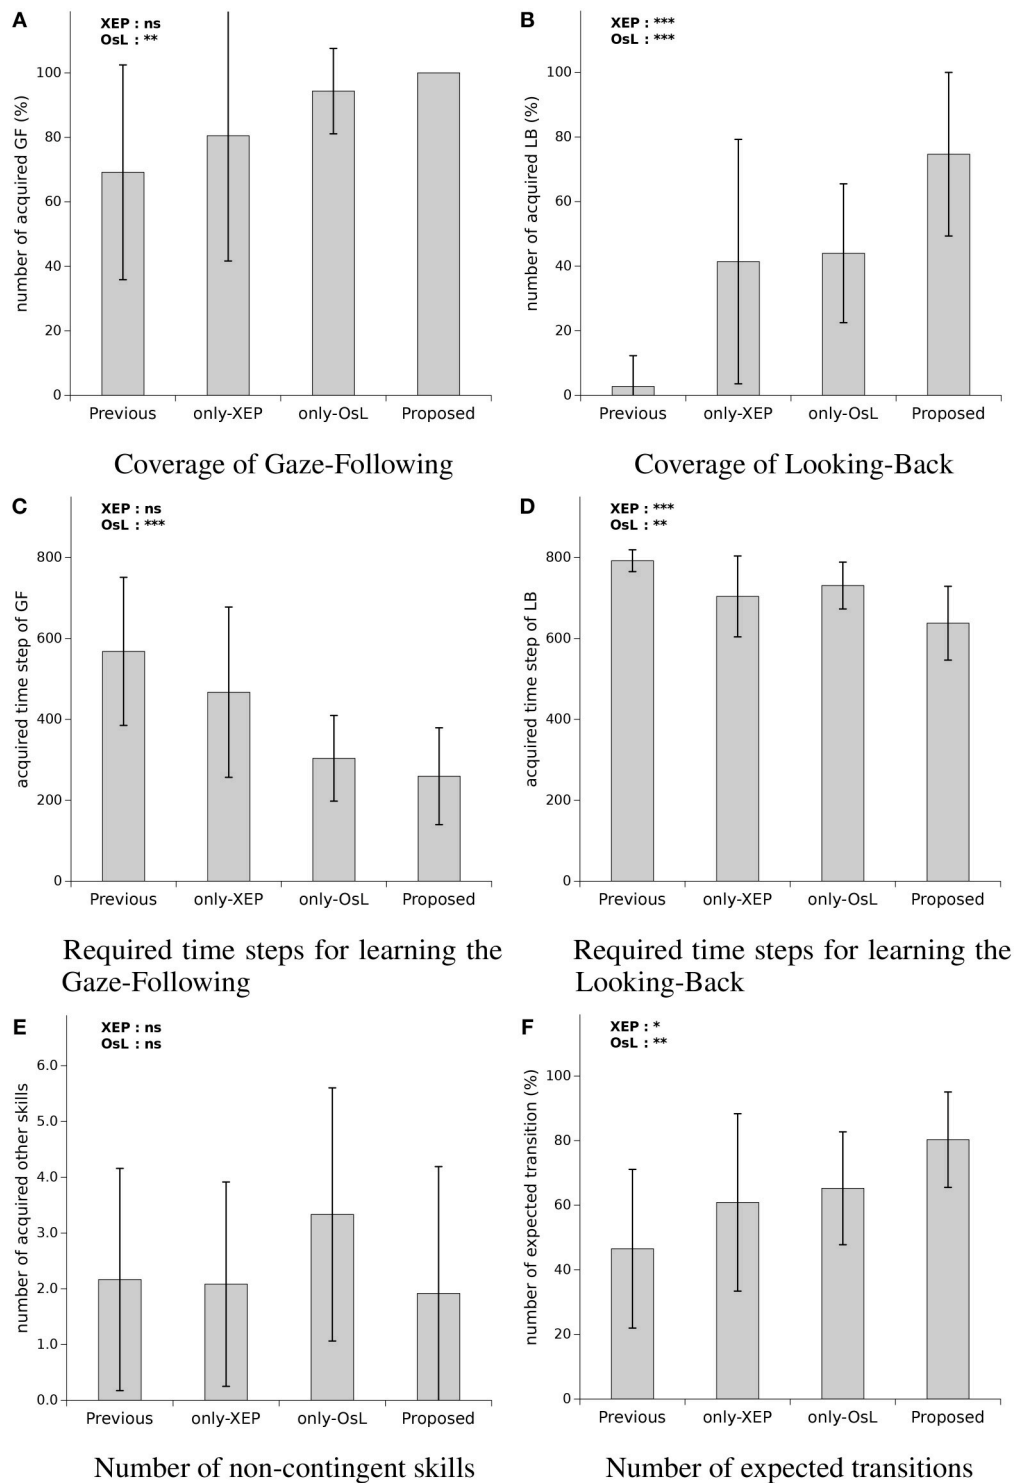 A
XEP : ns
OsL : **
number of acquired GF (%)
100
80
60
40
20
0
Previous only-XEP only-OsL Proposed
Coverage of Gaze-Following
B
XEP : ***
OsL : ***
number of acquired LB (%)
100
80
60
40
20
0
Previous only-XEP only-OsL Proposed
Coverage of Looking-Back
C
XEP : ns
OsL : ***
acquired time step of GF
800
600
400
200
0
Previous only-XEP only-OsL Proposed
Required time steps for learning the
Gaze-Following
D
XEP : ***
OsL : **
acquired time step of LB
800
600
400
200
0
Previous only-XEP only-OsL Proposed
Required time steps for learning the
Looking-Back
E
XEP : ns
OsL : ns
number of acquired other skills
6.0
5.0
4.0
3.0
2.0
1.0
0.0
Previous only-XEP only-OsL Proposed
Number of non-contingent skills
F
XEP : *
OsL : **
number of expected transition (%)
100
80
60
40
20
0
Previous only-XEP only-OsL Proposed
Number of expected transitions